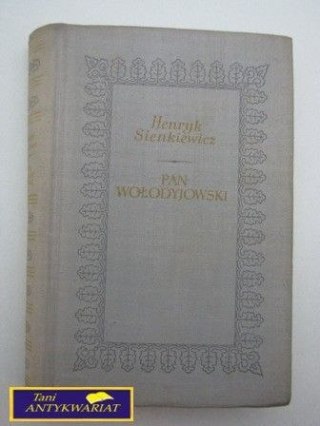 Henryk
Sienkiewicz
PAN
WOŁODYJOWSKI
Tani
ANTYKWARIAT